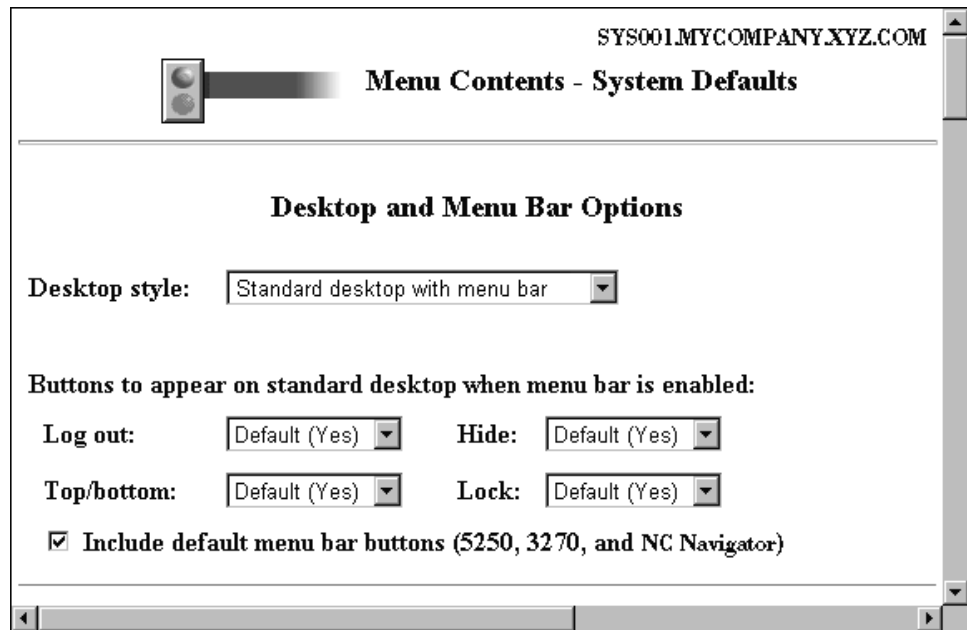 SYS001.MYCOMPANY.XYZ.COM
Menu Contents - System Defaults
Desktop and Menu Bar Options
Desktop style: Standard desktop with menu bar
Buttons to appear on standard desktop when menu bar is enabled:
Log out: Default (Yes) Hide: Default (Yes)
Top/bottom: Default (Yes) Lock: Default (Yes)
Include default menu bar buttons (5250, 3270, and NC Navigator)